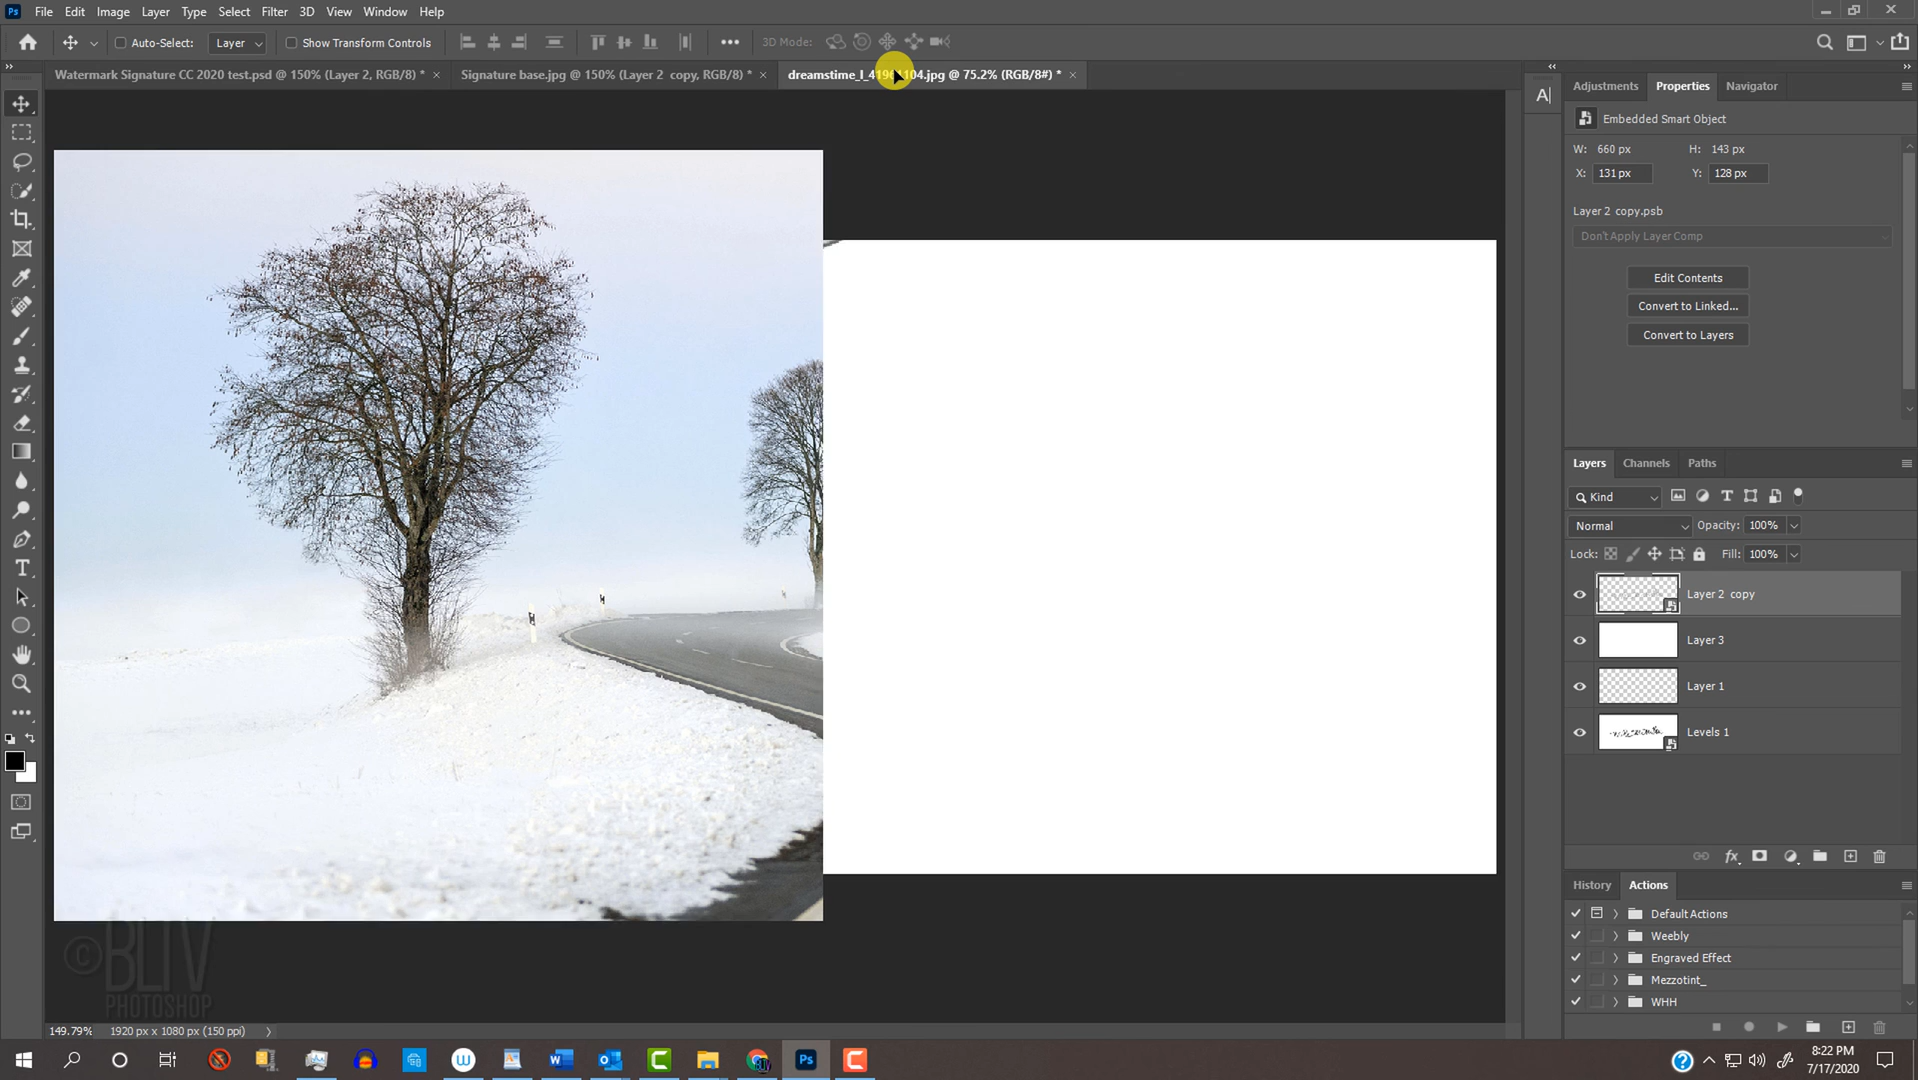 Ps File Edit Image Layer Type Select Filter 3D View Window Help
Auto-Select: Layer Show Transform Controls 3D Mode:
Watermark Signature CC 2020 test.psd @ 150% (Layer 2, RGB/8) * × Signature base.jpg @ 150% (Layer 2 copy, RGB/8) * × 104.jpg @ 75.2% (RGB/8#) * ×
Adjustments Properties Navigator
Embedded Smart Object
W: 660 px H: 143 px
X: 131 px Y: 128 px
Layer 2 copy.psb
Don't Apply Layer Comp
Edit Contents
Convert to Linked...
Convert to Layers
Layers Channels Paths
Kind
Normal Opacity: 100%
Lock: Fill: 100%
Layer 2 copy
Layer 3
Layer 1
Levels 1
History Actions
Default Actions
Weebly
Engraved Effect
Mezzotint_
WHH
© BLIV
PHOTOSHOP
149.79% 1920 px x 1080 px (150 ppi)
8:22 PM
7/17/2020